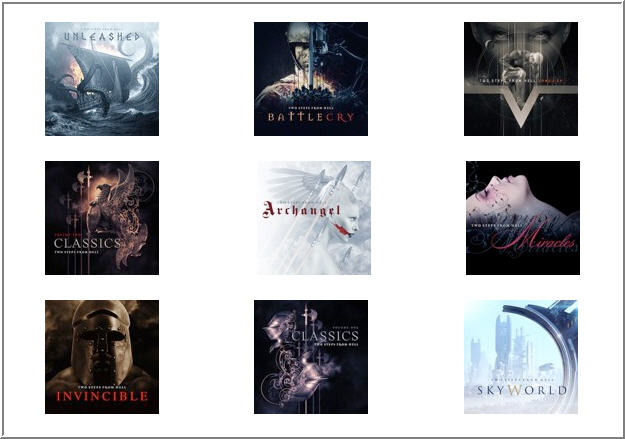 TWO STEPS FROM HELL
UNLEASHED
TWO STEPS FROM HELL
BATTLECRY
TWO STEPS FROM HELL VANQUISH
VOLUME TWO
CLASSICS
TWO STEPS FROM HELL
TWO STEPS FROM HELL
Archangel
TWO STEPS FROM HELL
Miracles
TWO STEPS FROM HELL
INVINCIBLE
VOLUME ONE
CLASSICS
TWO STEPS FROM HELL
TWO STEPS FROM HELL
SKYWORLD